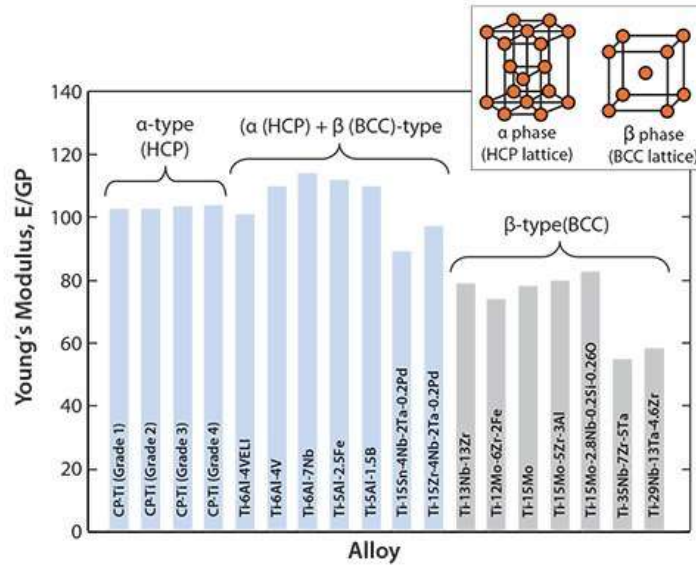 α phase
(HCP lattice)
β phase
(BCC lattice)
α-type
(HCP)
(α (HCP) + β (BCC)-type
β-type(BCC)
Young's Modulus, E/GP
140
120
100
80
60
40
20
0
CP-Ti (Grade 1)
CP-Ti (Grade 2)
CP-Ti (Grade 3)
CP-Ti (Grade 4)
Ti-6Al-4VELI
Ti-6Al-4V
Ti-6Al-7Nb
Ti-5Al-2.5Fe
Ti-5Al-1.5B
Ti-15Sn-4Nb-2Ta-0.2Pd
Ti-15Zr-4Nb-2Ta-0.2Pd
Ti-13Nb-13Zr
Ti-12Mo-6Zr-2Fe
Ti-15Mo
Ti-15Mo-5Zr-3Al
Ti-15Mo-2.8Nb-0.2Si-0.26O
Ti-35Nb-7Zr-5Ta
Ti-29Nb-13Ta-4.6Zr
Alloy